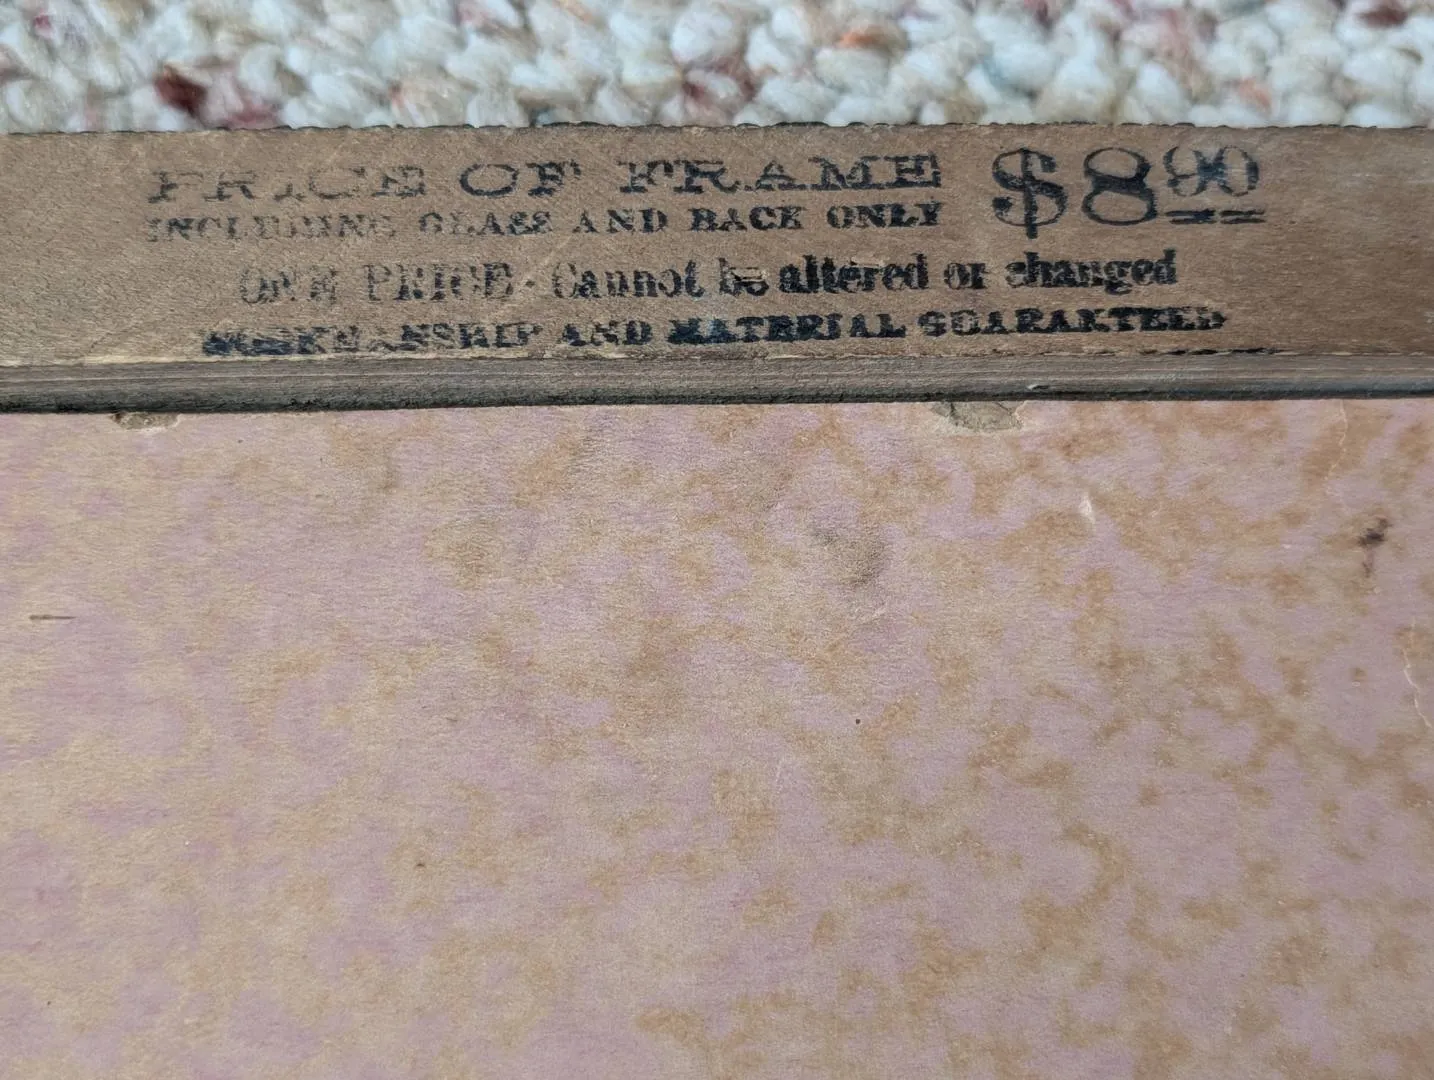 PRICE OF FRAME $8.90
INCLUDING GLASS AND BACK ONLY
ONE PRICE - Cannot be altered or changed
WORKMANSHIP AND MATERIAL GUARANTEED